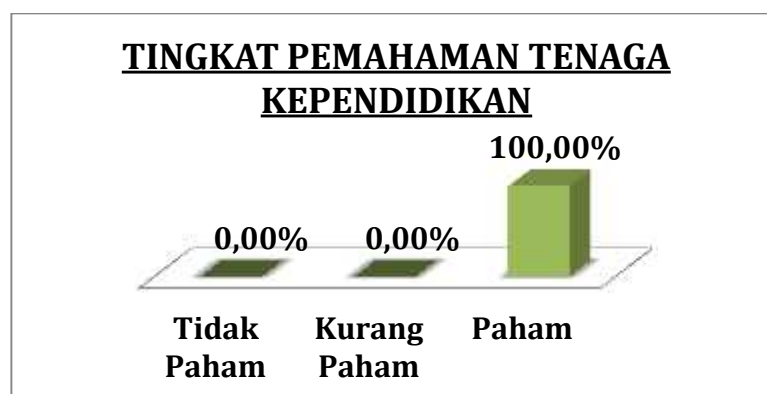 TINGKAT PEMAHAMAN TENAGA
KEPENDIDIKAN
100,00%
0,00% 0,00%
Tidak Kurang Paham
Paham Paham